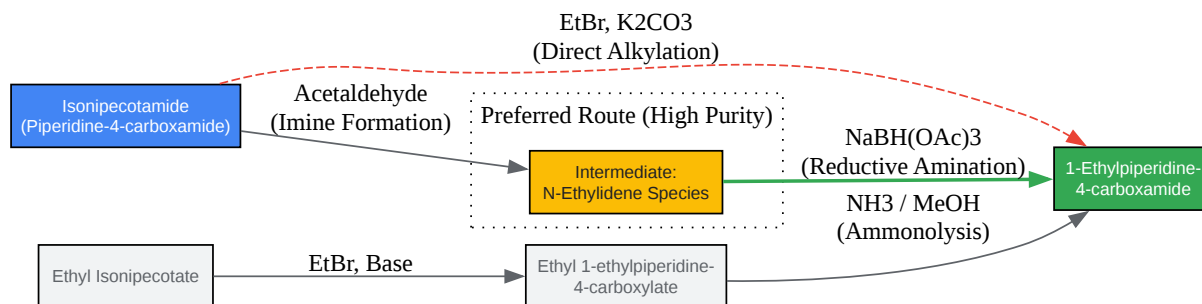 EtBr, K2CO3
(Direct Alkylation)
Isonipecotamide
(Piperidine-4-carboxamide)
Acetaldehyde
(Imine Formation)
Preferred Route (High Purity)
Intermediate:
N-Ethylidene Species
NaBH(OAc)3
(Reductive Amination)
1-Ethylpiperidine-
4-carboxamide
NH3 / MeOH
(Ammonolysis)
Ethyl Isonipecotate
EtBr, Base
Ethyl 1-ethylpiperidine-
4-carboxylate